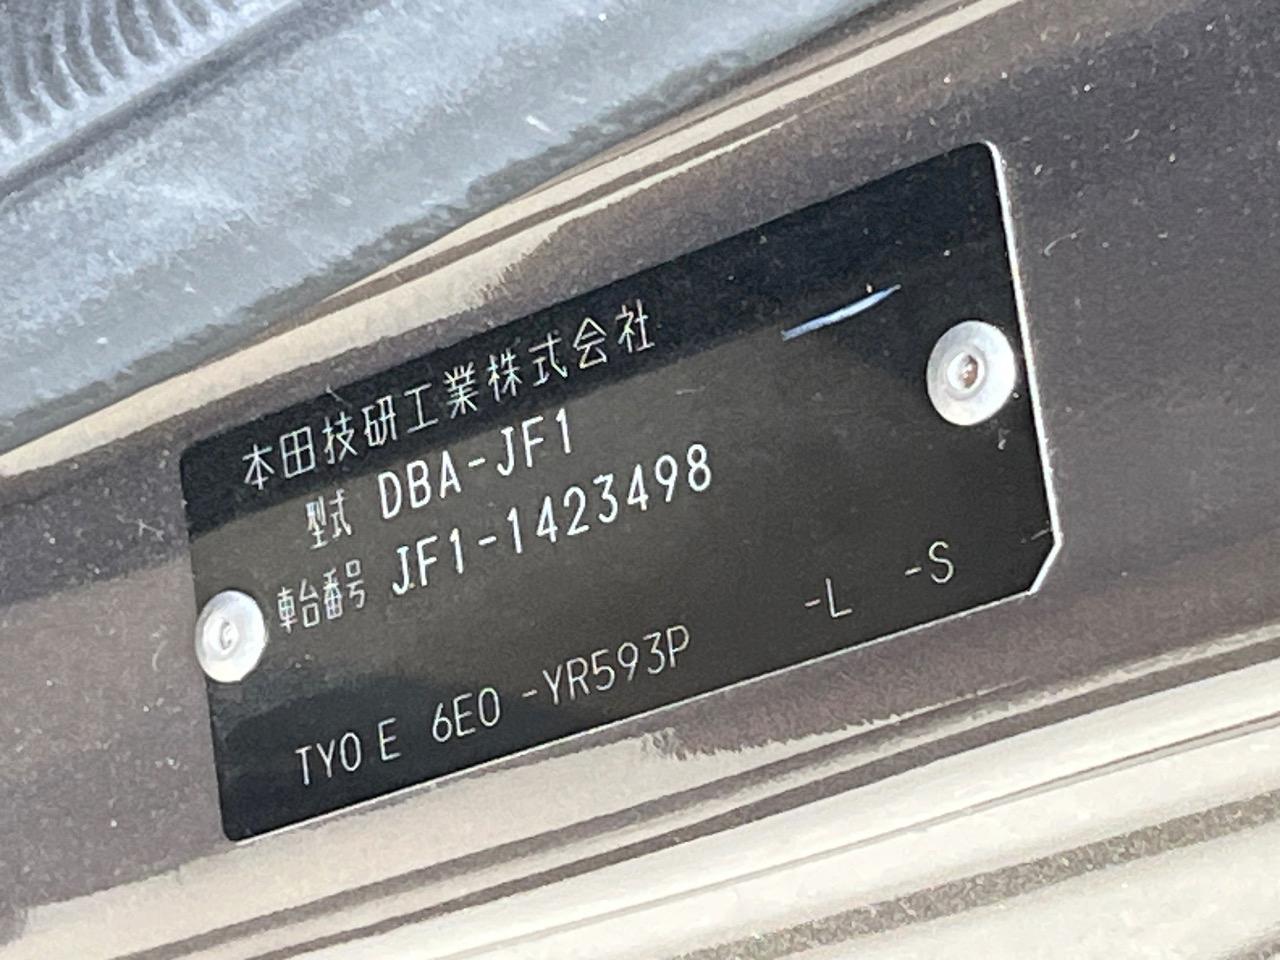 本田技研工業株式会社
型式 DBA-JF1
車台番号 JF1-1423498
TY0 E 6E0 -YR593P -L -S